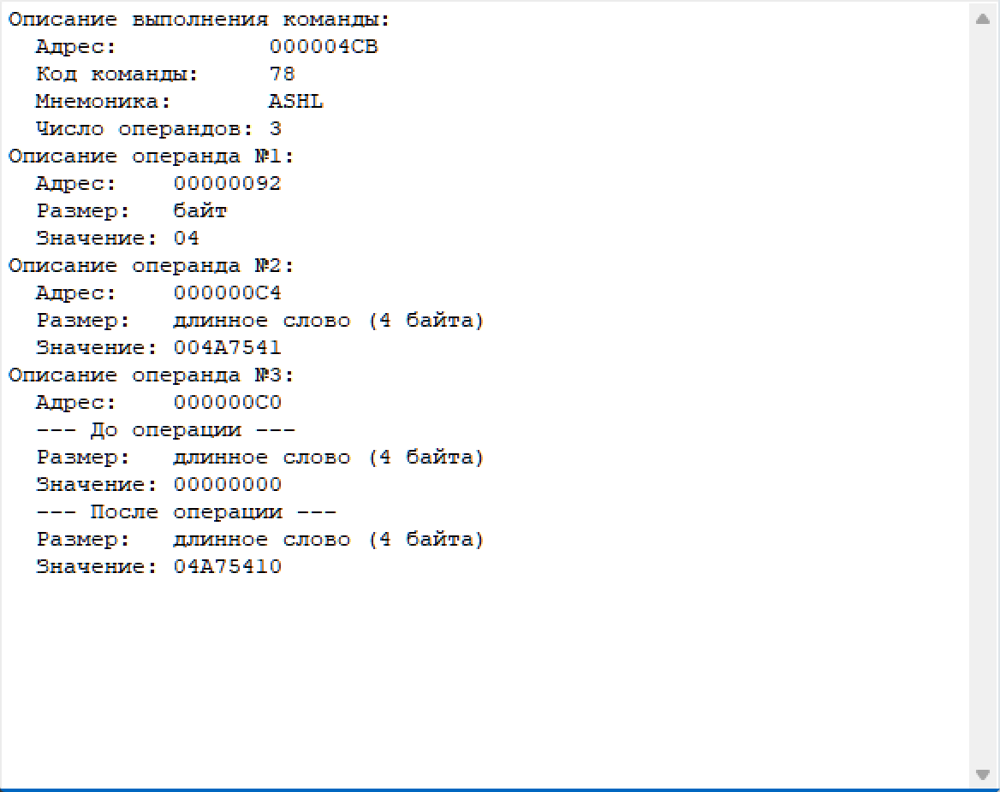 Описание выполнения команды:
  Адрес:           000004CB
  Код команды:     78
  Мнемоника:       ASHL
  Число операндов: 3
Описание операнда №1:
  Адрес:    00000092
  Размер:   байт
  Значение: 04
Описание операнда №2:
  Адрес:    000000C4
  Размер:   длинное слово (4 байта)
  Значение: 004A7541
Описание операнда №3:
  Адрес:    000000C0
  --- До операции ---
  Размер:   длинное слово (4 байта)
  Значение: 00000000
  --- После операции ---
  Размер:   длинное слово (4 байта)
  Значение: 04A75410